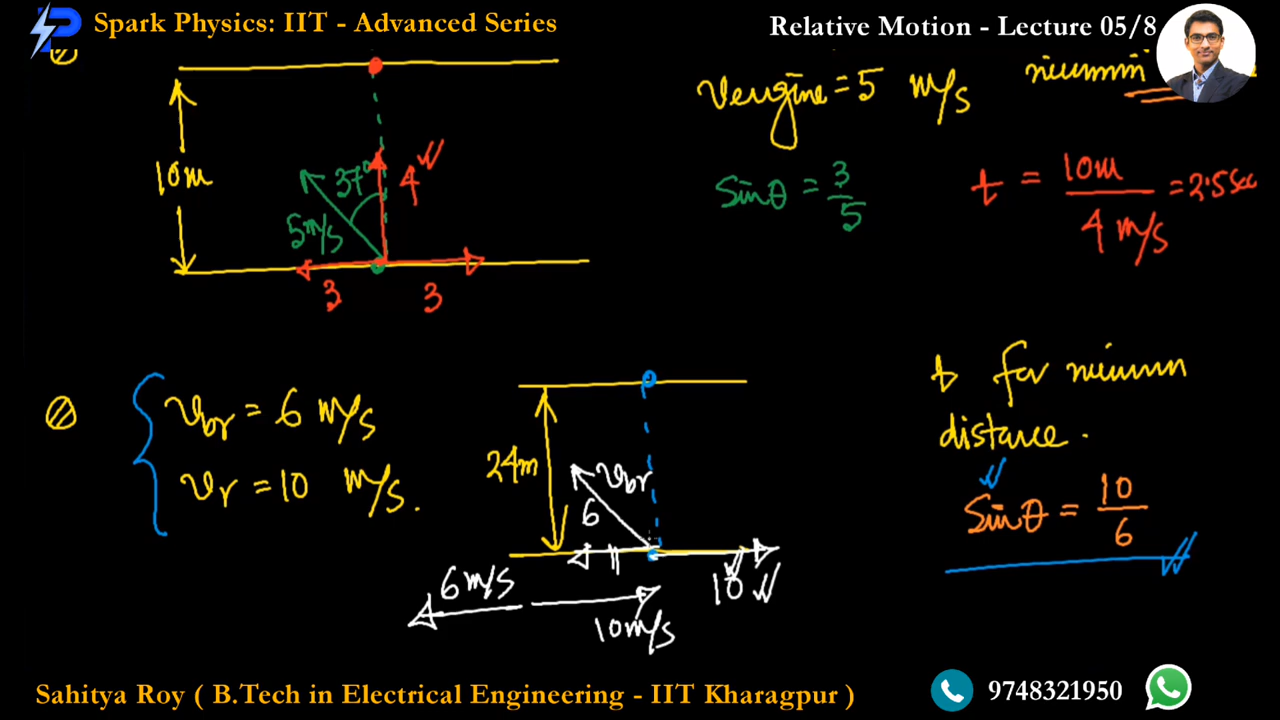 Spark Physics: IIT - Advanced Series
Relative Motion - Lecture 05/8
10m
37°
5m/s
4
3
3
Vengine = 5 m/s
Sinθ = 3/5
t = 10m / 4 m/s = 2.5 Sec
Vbr = 6 m/s
Vr = 10 m/s.
24m
Vbr
6
6m/s
10m/s
10
t for
distance.
Sinθ = 10/6
Sahitya Roy ( B.Tech in Electrical Engineering - IIT Kharagpur )
9748321950